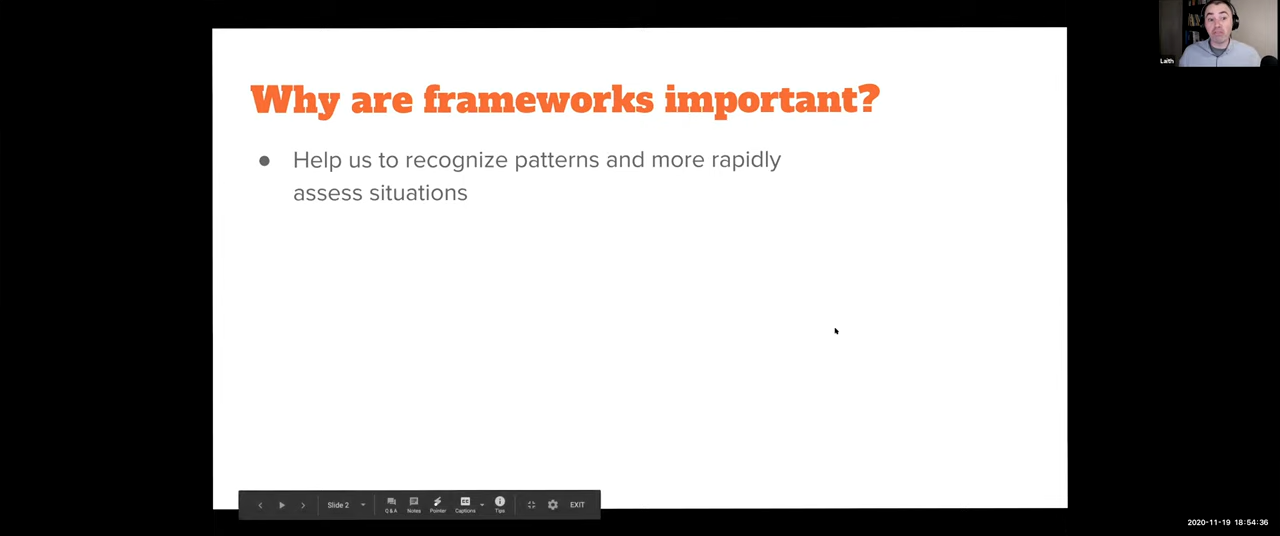 Laith
Why are frameworks important?
● Help us to recognize patterns and more rapidly
assess situations
Slide 2
Q & A
Notes
Pointer
CC
Captions
Tips
EXIT
2020-11-19 18:54:36